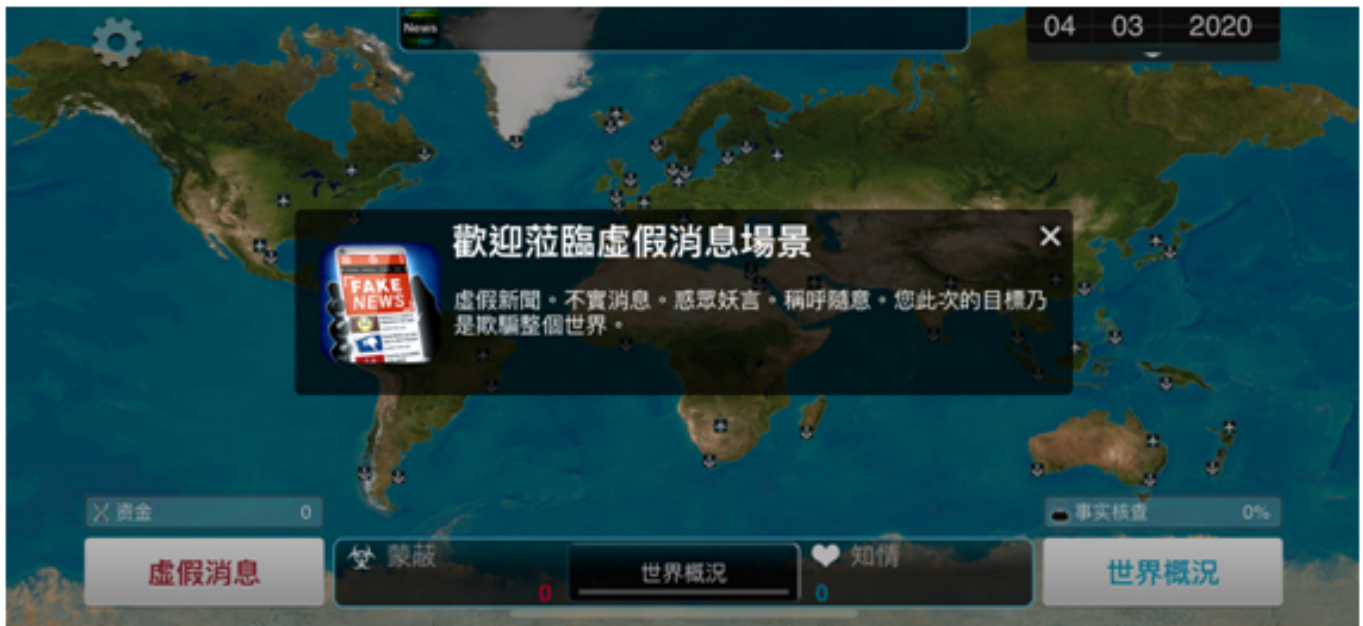 News
04 03 2020
歡迎蒞臨虛假消息場景
FAKE
NEWS
虛假新聞。不實消息。惑眾妖言。稱呼隨意。您此次的目標乃
是欺騙整個世界。
资金 0
事实核查 0%
虛假消息
蒙蔽
0
世界概況
知情
0
世界概況